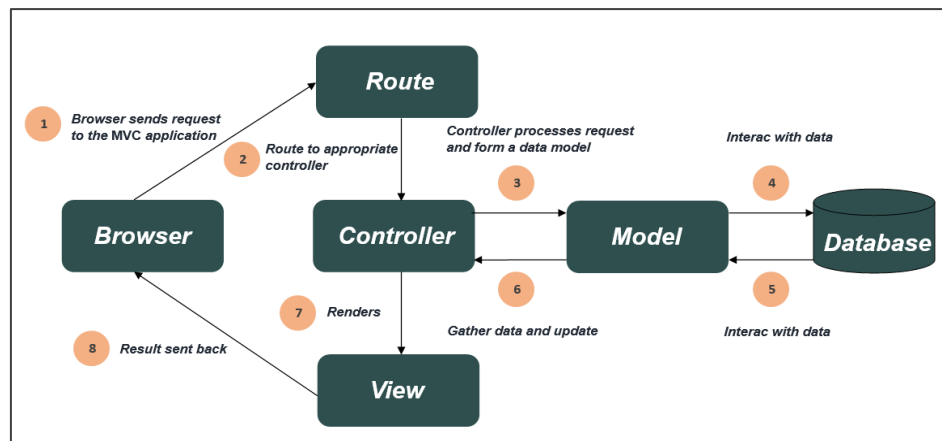 Route
1
Browser sends request
to the MVC application
2
Route to appropriate
controller
Controller processes request
and form a data model
3
Interac with data
4
Browser
Controller
Model
Database
6
Gather data and update
5
Interac with data
7
Renders
8
Result sent back
View